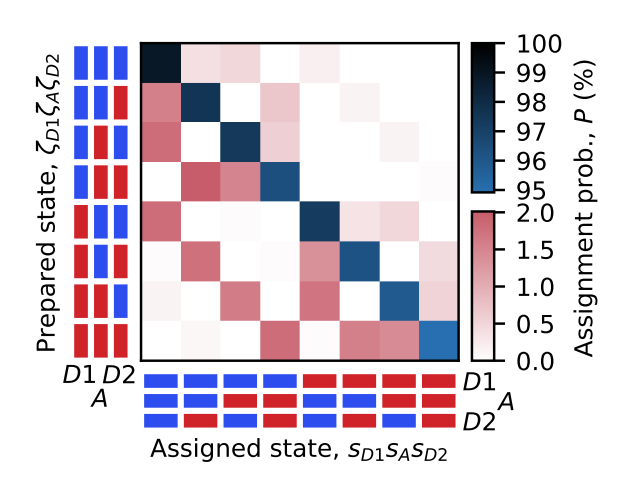 Prepared state, ζD1ζAζD2
D1 D2
A
D1
A
D2
Assigned state, sD1sAsD2
100
99
98
97
96
95
2.0
1.5
1.0
0.5
0.0
Assignment prob., P (%)